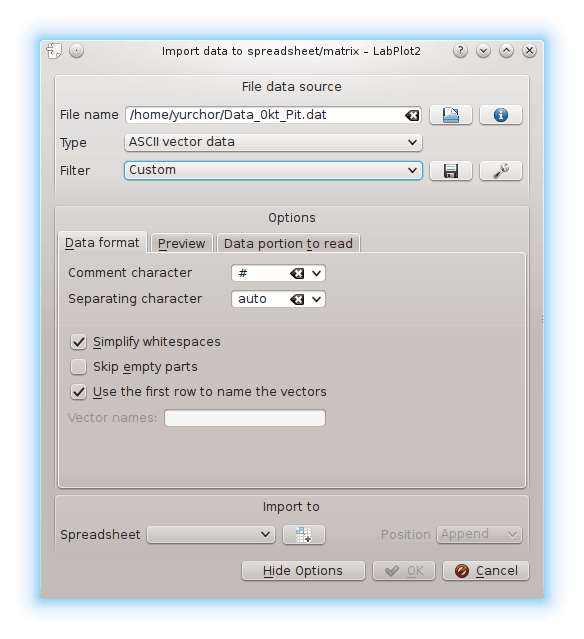 Import data to spreadsheet/matrix – LabPlot2
File data source
File name /home/yurchor/Data_0kt_Pit.dat
Type ASCII vector data
Filter Custom
Options
Data format Preview Data portion to read
Comment character #
Separating character auto
Simplify whitespaces
Skip empty parts
Use the first row to name the vectors
Vector names:
Import to
Spreadsheet Position Append
Hide Options OK Cancel